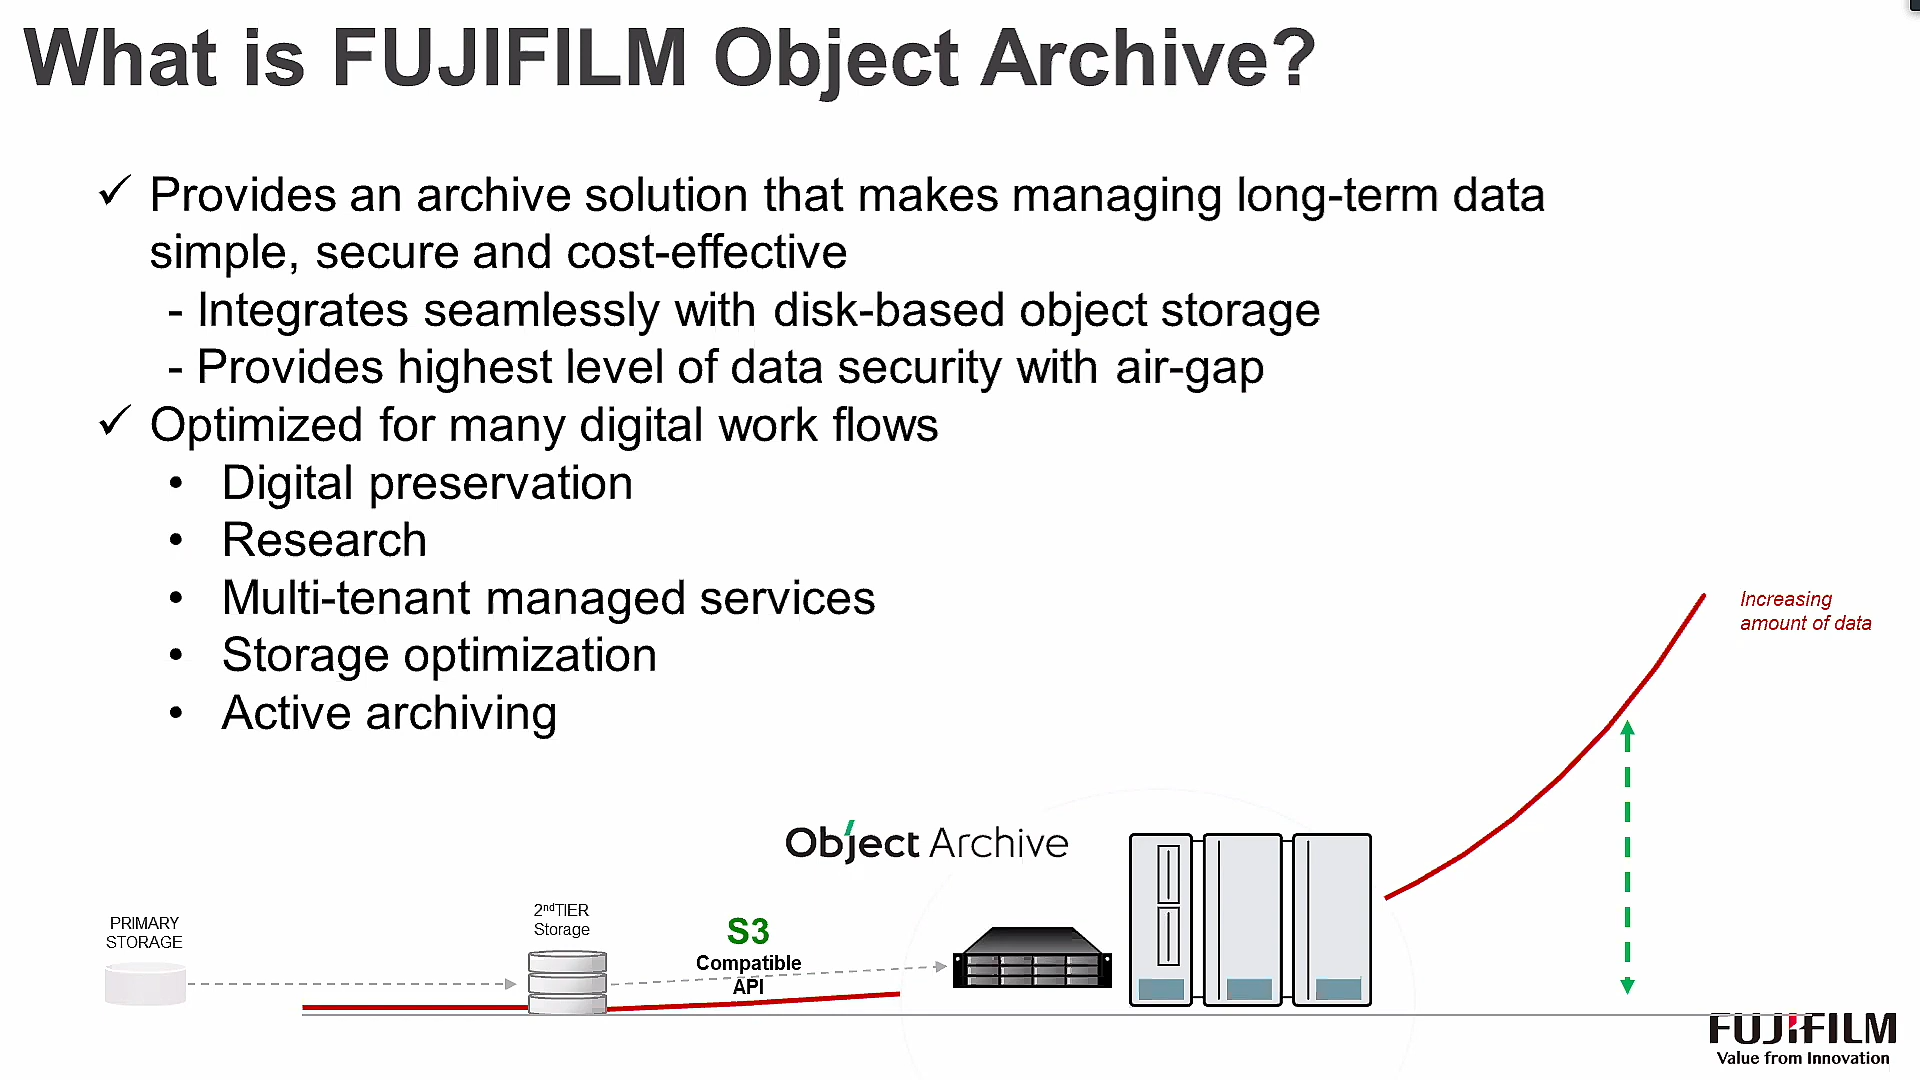 What is FUJIFILM Object Archive?
✓ Provides an archive solution that makes managing long-term data
simple, secure and cost-effective
- Integrates seamlessly with disk-based object storage
- Provides highest level of data security with air-gap
✓ Optimized for many digital work flows
• Digital preservation
• Research
• Multi-tenant managed services
• Storage optimization
• Active archiving
Increasing
amount of data
Object Archive
PRIMARY
STORAGE
2ndTIER
Storage
S3
Compatible
API
FUJIFILM
Value from Innovation